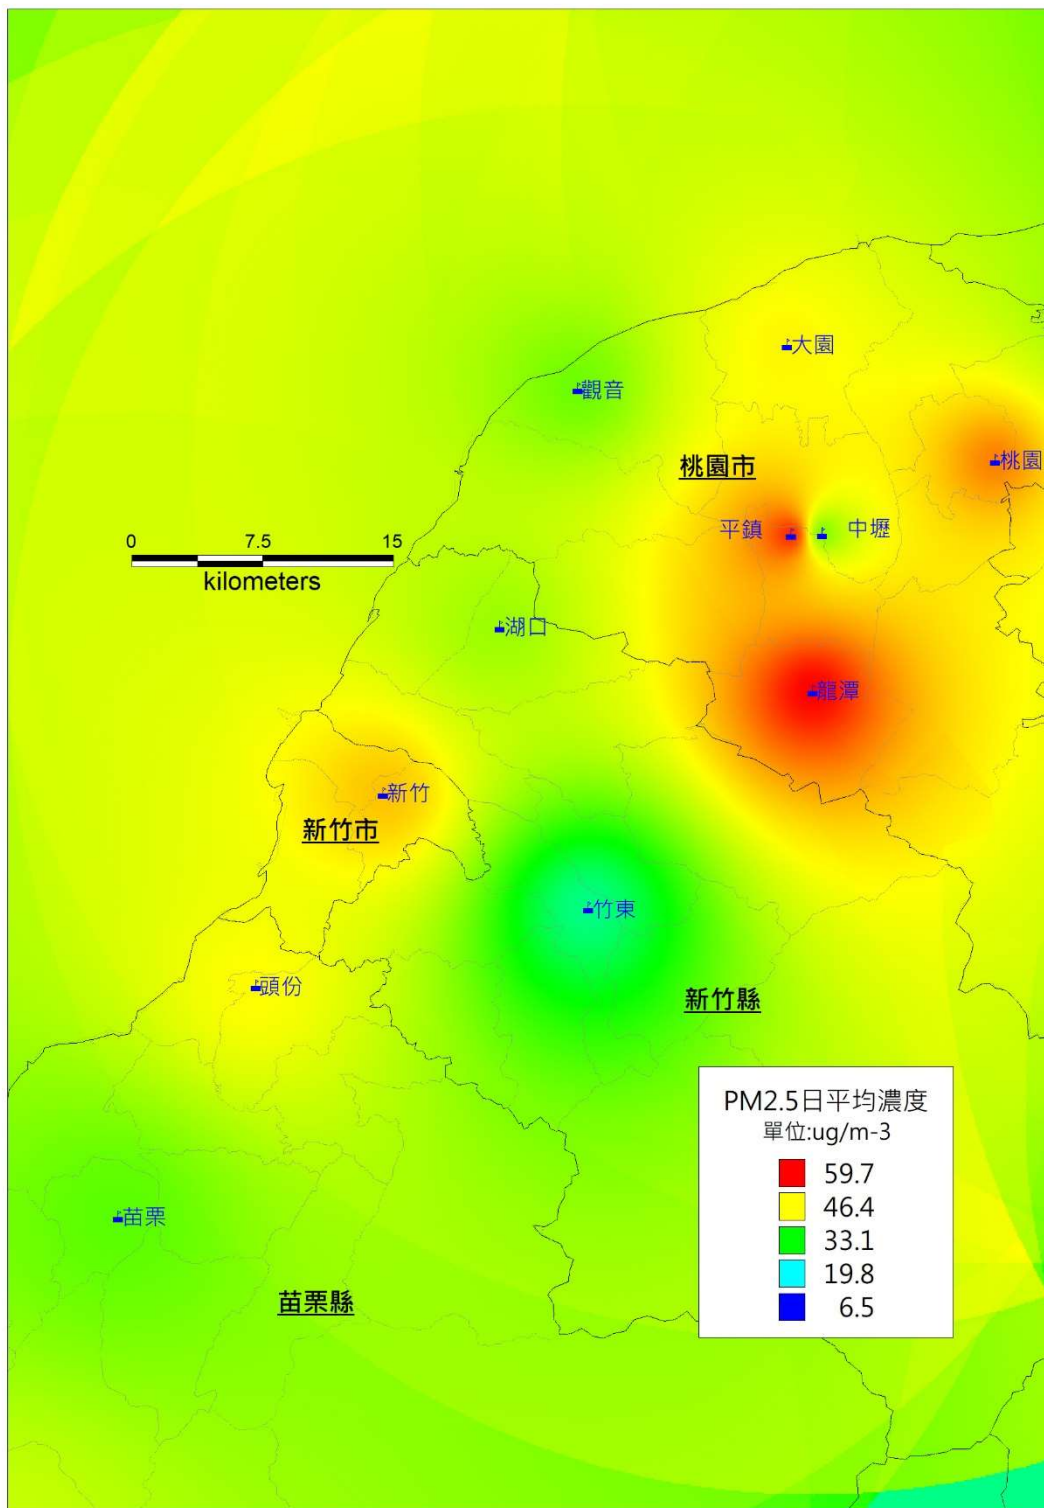 大園
觀音
桃園市
桃園
平鎮
中壢
0 7.5 15
kilometers
湖口
龍潭
新竹
新竹市
竹東
頭份
新竹縣
PM2.5日平均濃度
單位:ug/m-3
59.7
46.4
33.1
19.8
6.5
苗栗
苗栗縣